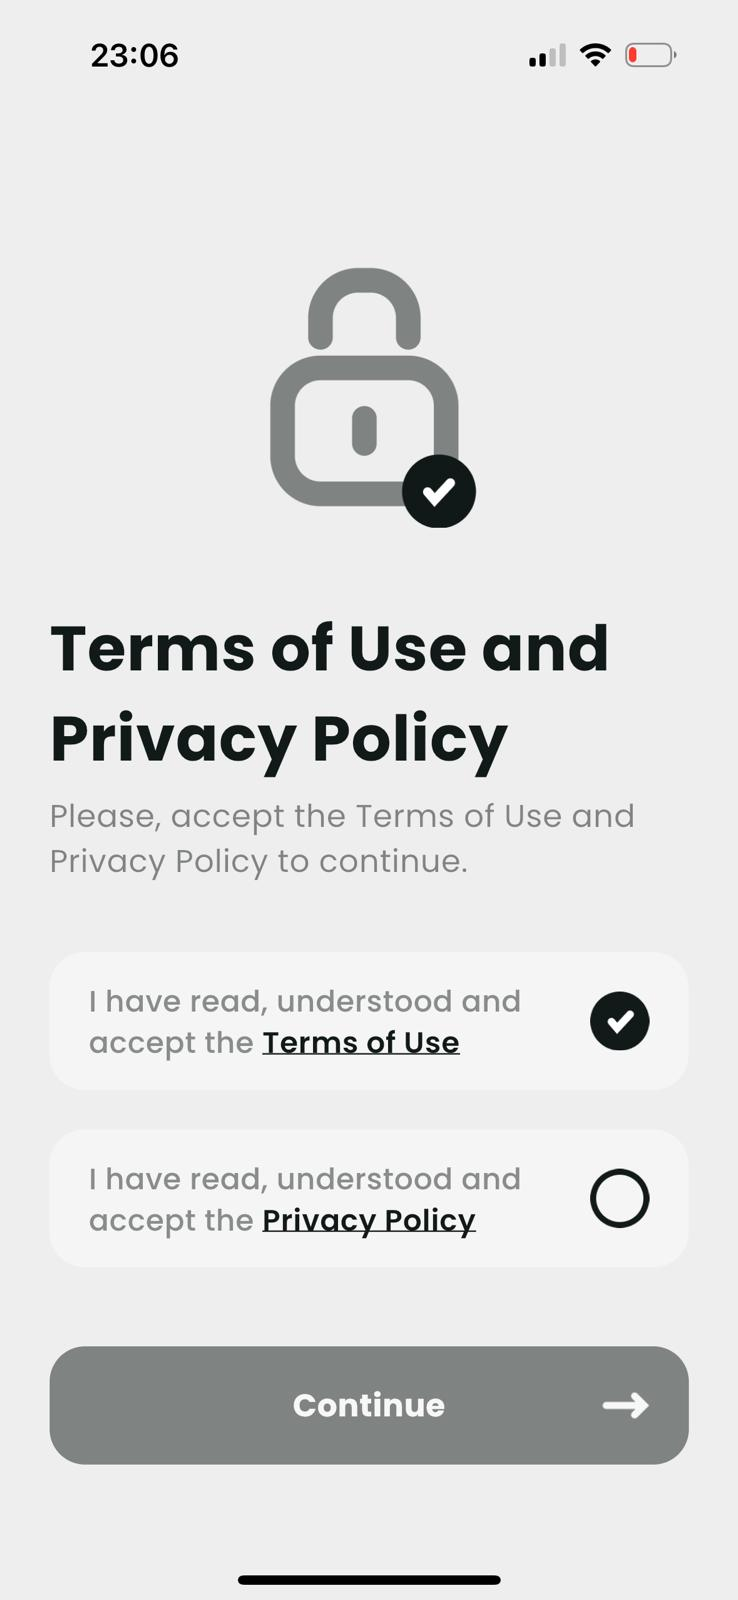 23:06
Terms of Use and
Privacy Policy
Please, accept the Terms of Use and
Privacy Policy to continue.
I have read, understood and
accept the Terms of Use
I have read, understood and
accept the Privacy Policy
Continue